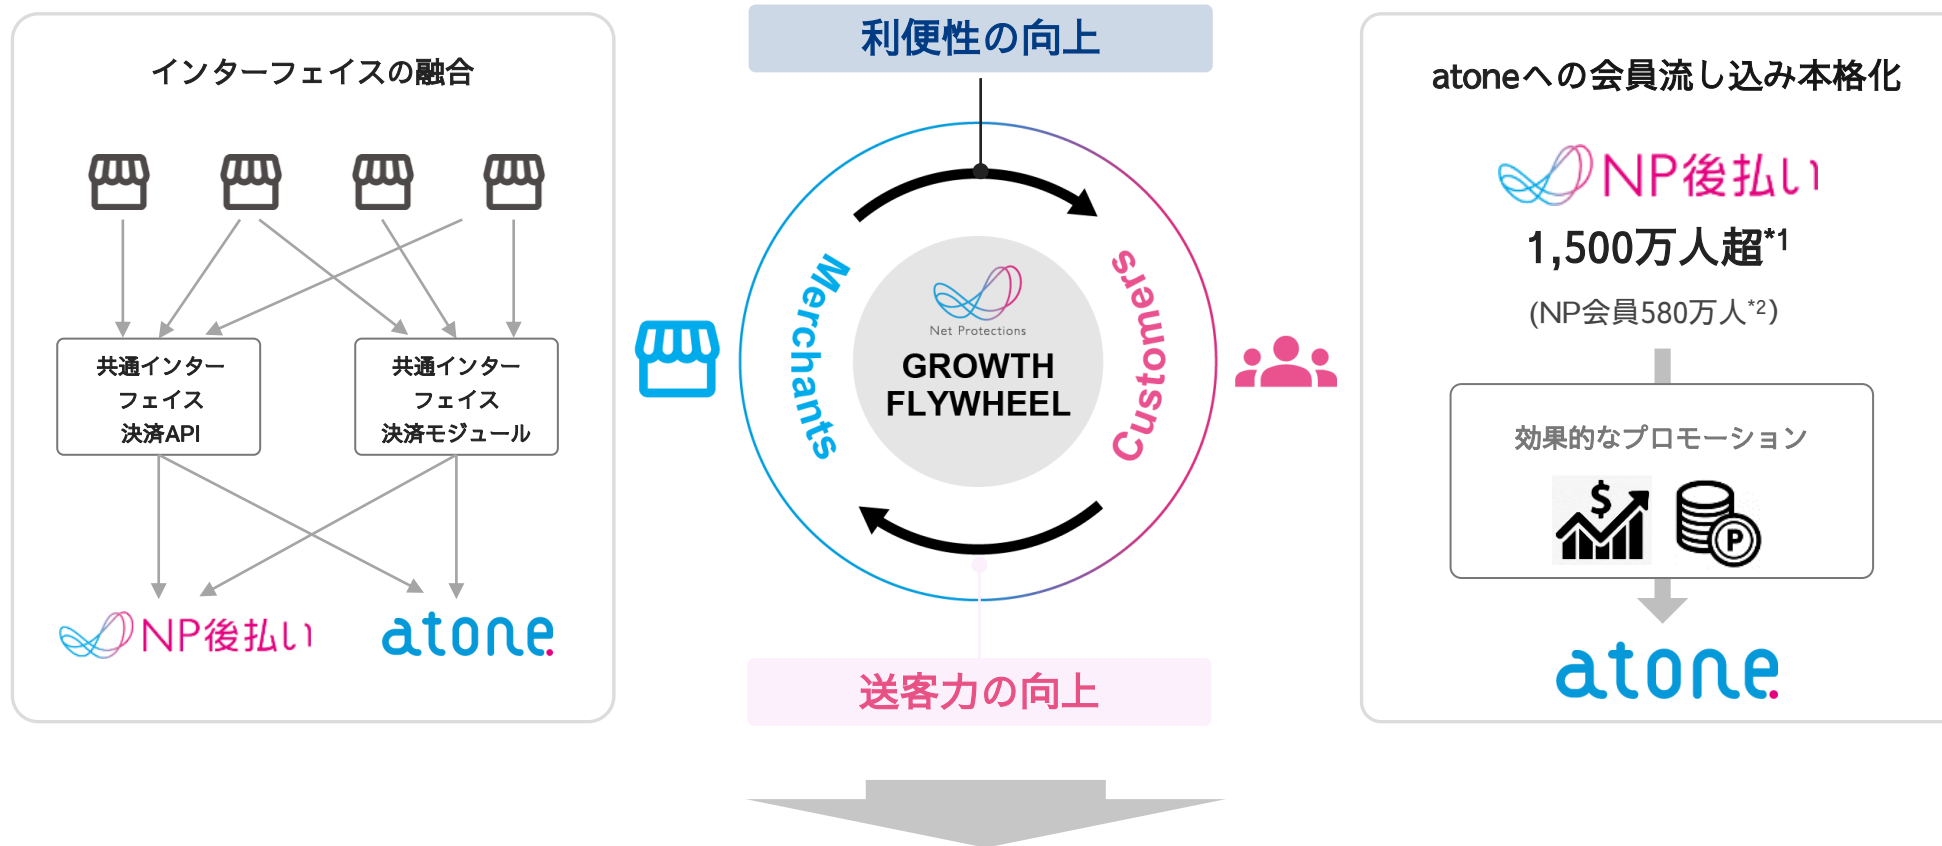 インターフェイスの融合
共通インター
フェイス
決済API
共通インター
フェイス
決済モジュール
NP後払い
atone.
利便性の向上
Merchants
Customers
Net Protections
GROWTH
FLYWHEEL
送客力の向上
atoneへの会員流し込み本格化
NP後払い
1,500万人超*1
(NP会員580万人*2)
効果的なプロモーション
$
P
atone.